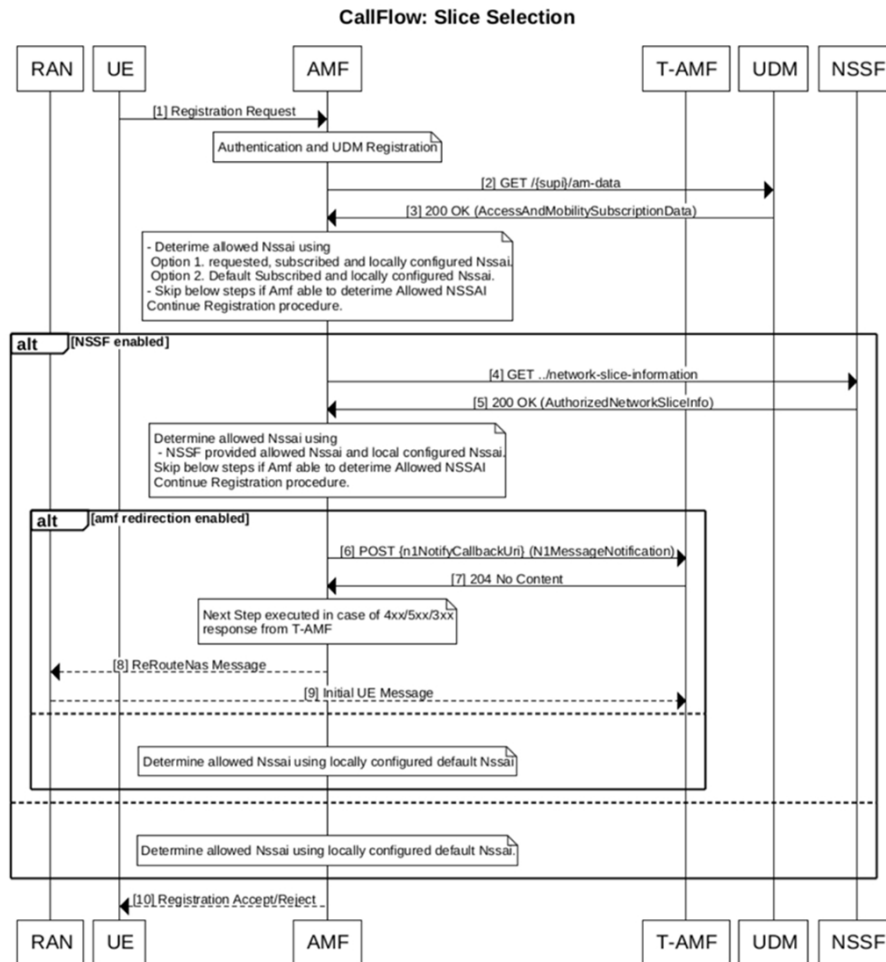 CallFlow: Slice Selection
RAN UE AMF T-AMF UDM NSSF
[1] Registration Request
Authentication and UDM Registration
[2] GET /{supi}/am-data
[3] 200 OK (AccessAndMobilitySubscriptionData)
- Deterime allowed Nssai using
Option 1. requested, subscribed and locally configured Nssai.
Option 2. Default Subscribed and locally configured Nssai.
- Skip below steps if Amf able to deterime Allowed NSSAI
Continue Registration procedure.
alt [NSSF enabled]
[4] GET ../network-slice-information
[5] 200 OK (AuthorizedNetworkSliceInfo)
Determine allowed Nssai using
- NSSF provided allowed Nssai and local configured Nssai.
Skip below steps if Amf able to deterime Allowed NSSAI
Continue Registration procedure.
alt [amf redirection enabled]
[6] POST {n1NotifyCallbackUri} (N1MessageNotification)
[7] 204 No Content
Next Step executed in case of 4xx/5xx/3xx
response from T-AMF
[8] ReRouteNas Message
[9] Initial UE Message
Determine allowed Nssai using locally configured default Nssai
Determine allowed Nssai using locally configured default Nssai.
[10] Registration Accept/Reject
RAN UE AMF T-AMF UDM NSSF